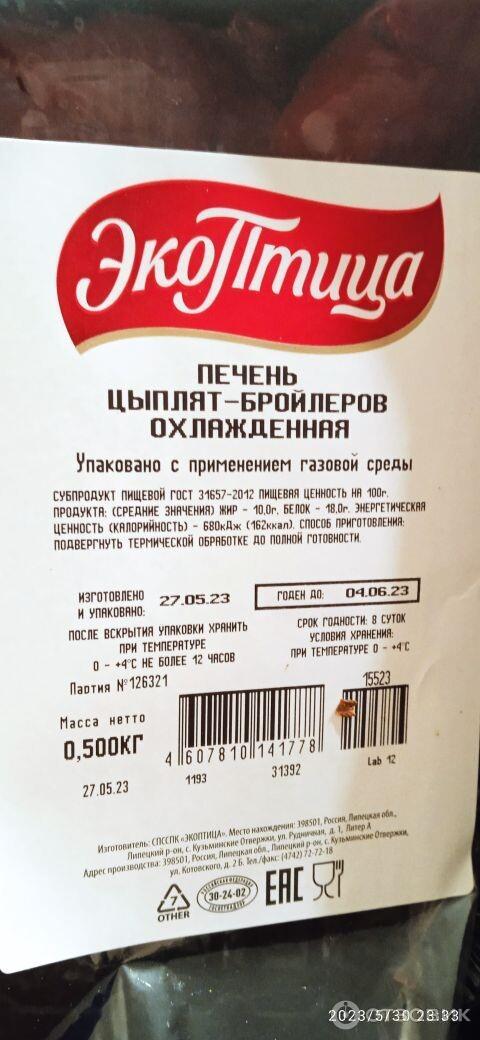 ЭкоПтица
ПЕЧЕНЬ
ЦЫПЛЯТ-БРОЙЛЕРОВ
ОХЛАЖДЕННАЯ
Упаковано с применением газовой среды
СУБПРОДУКТ ПИЩЕВОЙ ГОСТ 31657-2012 ПИЩЕВАЯ ЦЕННОСТЬ НА 100г.
ПРОДУКТА: (СРЕДНИЕ ЗНАЧЕНИЯ) ЖИР - 10,0г. БЕЛОК - 18,0г. ЭНЕРГЕТИЧЕСКАЯ
ЦЕННОСТЬ (КАЛОРИЙНОСТЬ) - 680кДж (162ккал). СПОСОБ ПРИГОТОВЛЕНИЯ:
ПОДВЕРГНУТЬ ТЕРМИЧЕСКОЙ ОБРАБОТКЕ ДО ПОЛНОЙ ГОТОВНОСТИ.
ИЗГОТОВЛЕНО
И УПАКОВАНО: 27.05.23
ГОДЕН ДО: 04.06.23
ПОСЛЕ ВСКРЫТИЯ УПАКОВКИ ХРАНИТЬ
ПРИ ТЕМПЕРАТУРЕ
0 - +4°С НЕ БОЛЕЕ 12 ЧАСОВ
СРОК ГОДНОСТИ: 8 СУТОК
УСЛОВИЯ ХРАНЕНИЯ:
ПРИ ТЕМПЕРАТУРЕ 0 - +4°С
Партия №126321
15523
Масса нетто
0,500КГ
27.05.23
4 607810 141778
1193 31392
Lab 12
Изготовитель: СПССПК «ЭКОПТИЦА». Место нахождения: 398501, Россия, Липецкая обл.,
Липецкий р-он, с. Кузьминские Отвержки, ул. Рудничная, д. 1, Литер А
Адрес производства: 398501, Россия, Липецкая обл., Липецкий р-он, с. Кузьминские Отвержки,
ул. Котовского, д. 2 Б. Тел./факс: (4742) 72-72-18
7
OTHER
30-24-02
ЕАС
2023/5/30 23:33